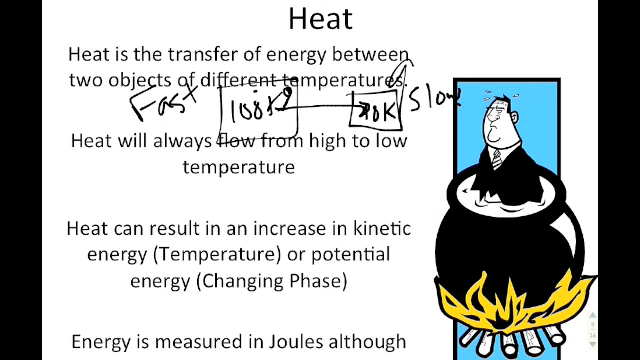 Heat
Heat is the transfer of energy between
two objects of different temperatures.
Fast
Slow
Heat will always flow from high to low
temperature
Heat can result in an increase in kinetic
energy (Temperature) or potential
energy (Changing Phase)
Energy is measured in Joules although